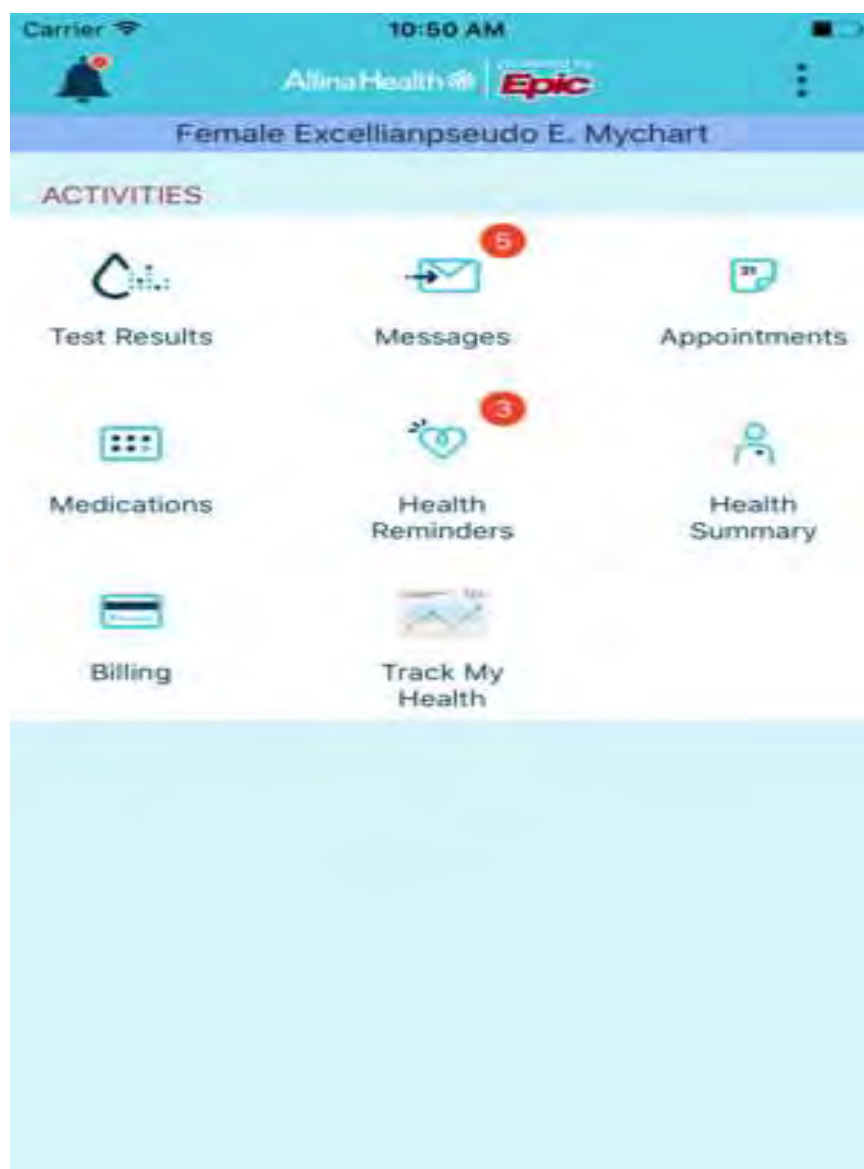 Carrier 10:50 AM
AllinaHealth Epic
Female Excellianpseudo E. Mychart
ACTIVITIES
5
Test Results Messages Appointments
3
Medications Health Reminders Health Summary
Billing Track My Health